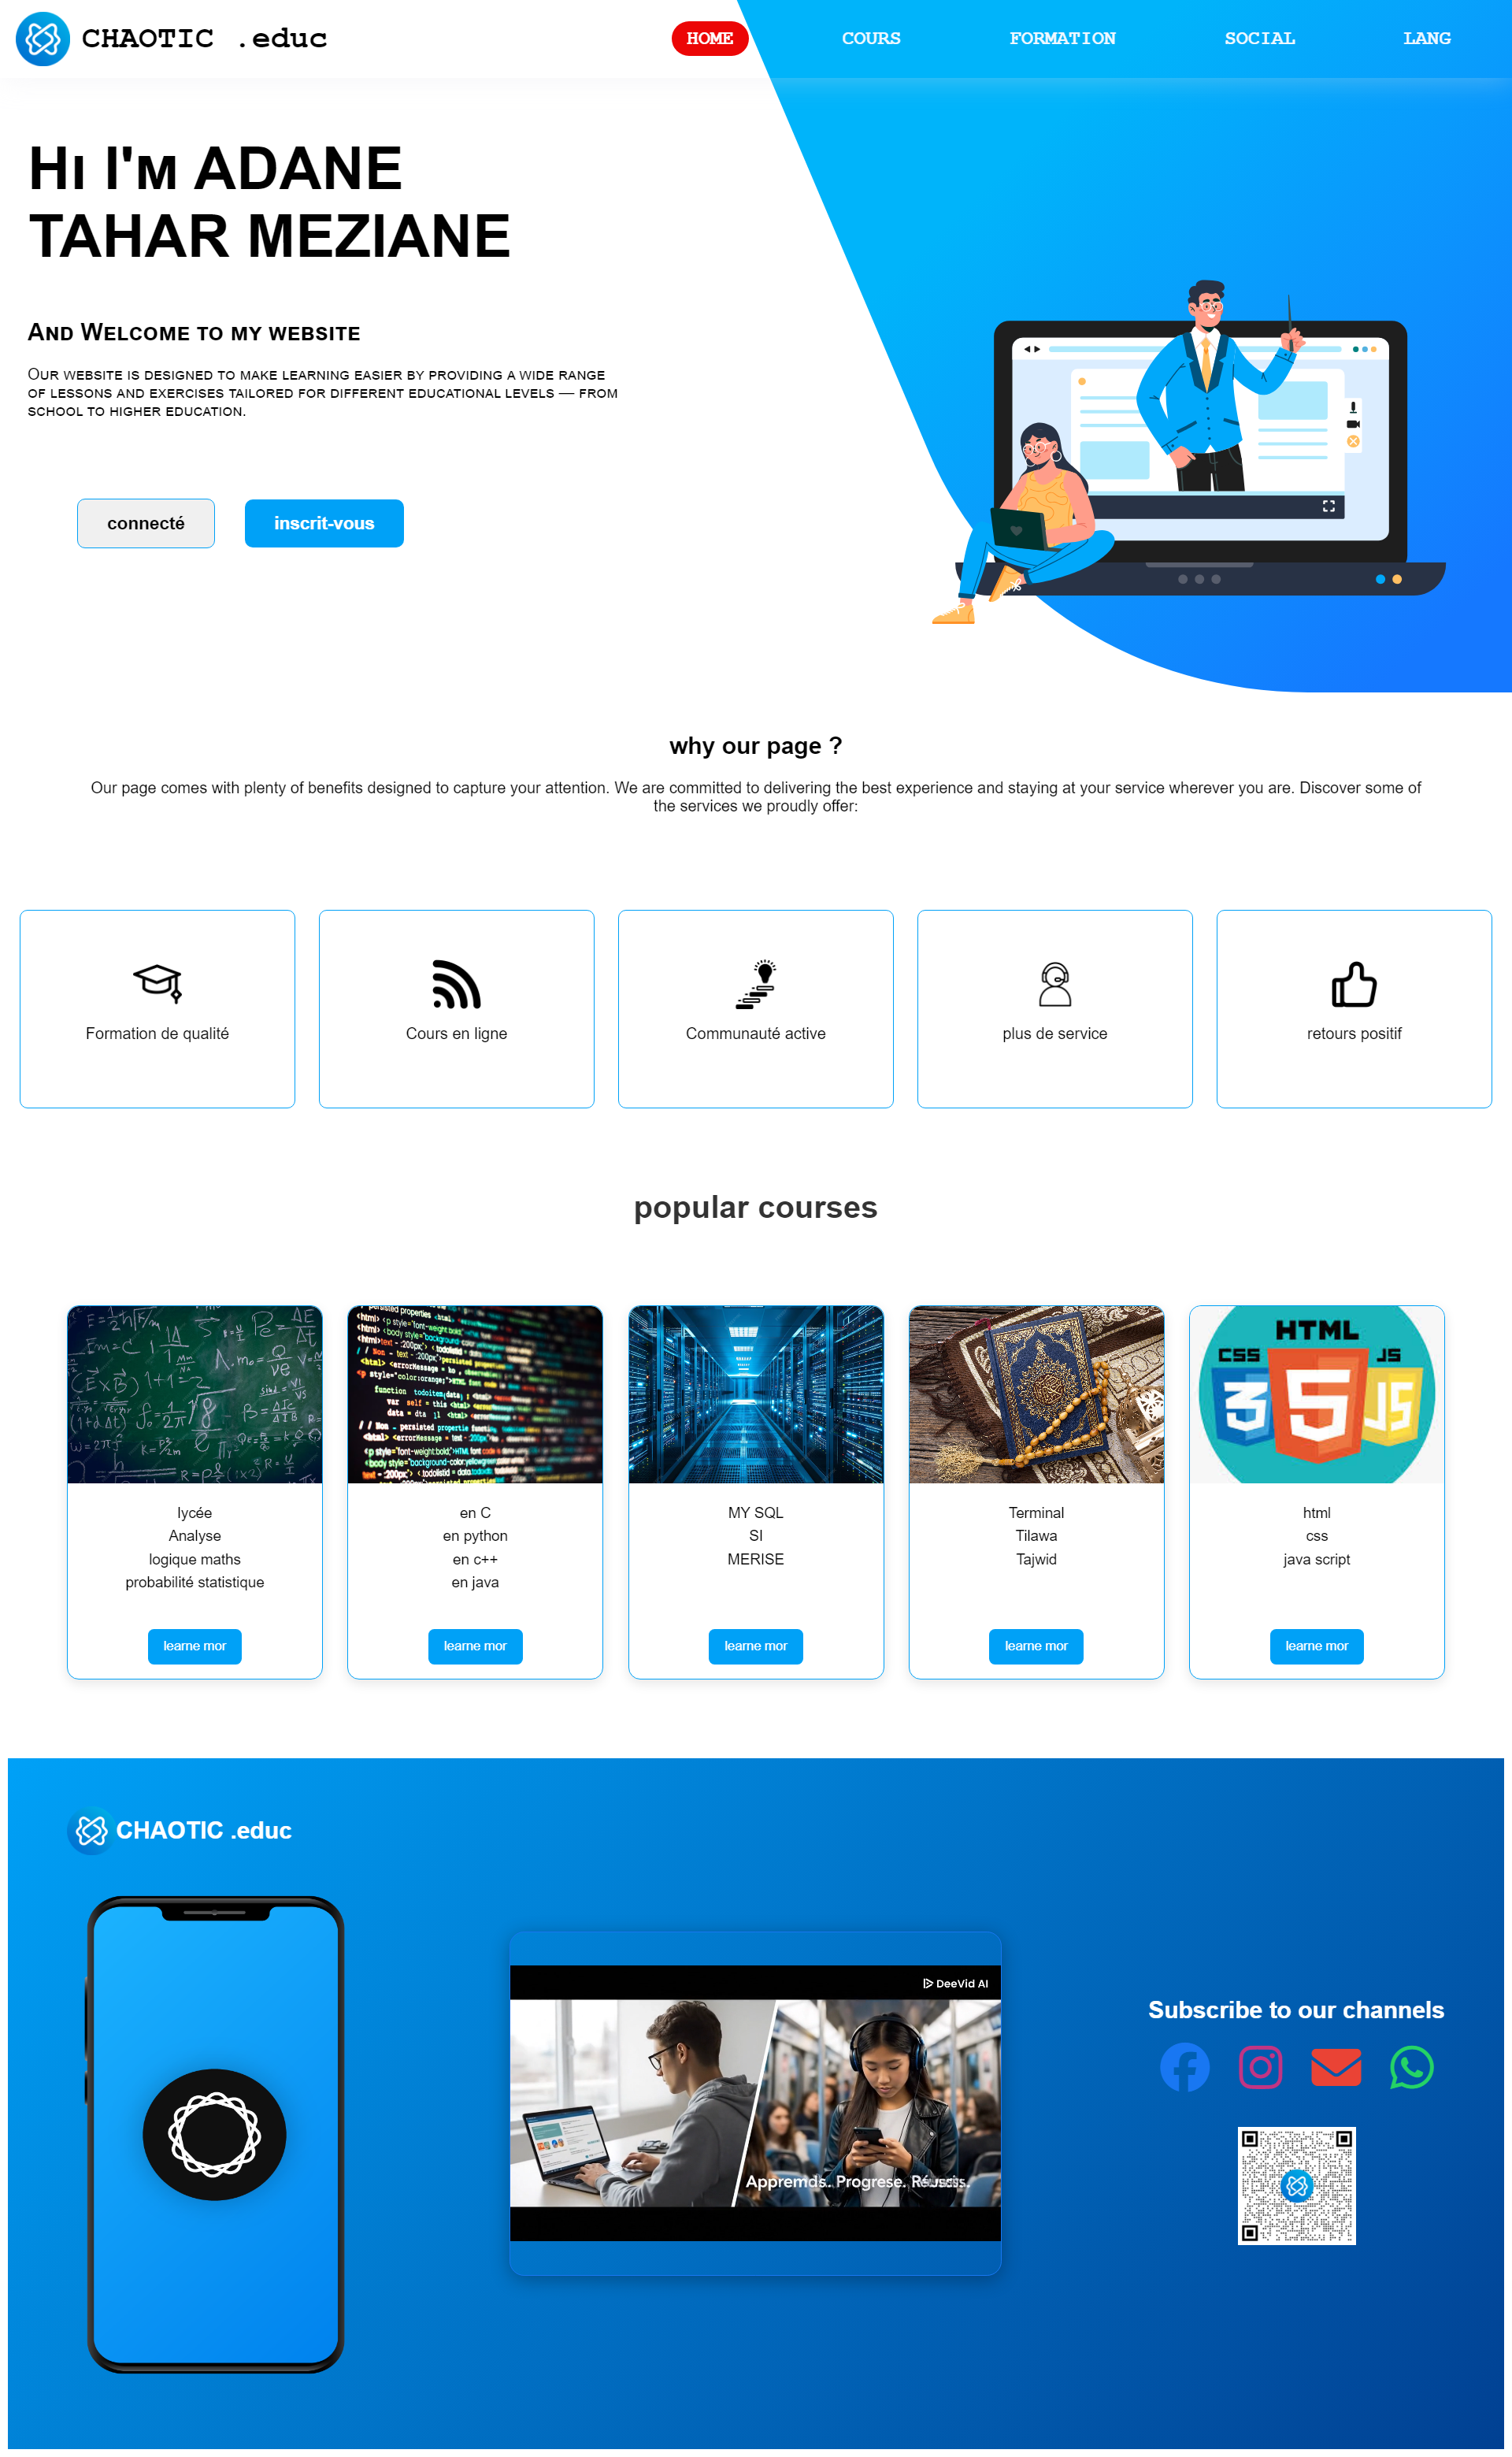 CHAOTIC .educ
HOME
COURS
FORMATION
SOCIAL
LANG
Hi I'm ADANE
TAHAR MEZIANE
And Welcome to my website
Our website is designed to make learning easier by providing a wide range
of lessons and exercises tailored for different educational levels — from
school to higher education.
connecté
inscrit-vous
why our page ?
Our page comes with plenty of benefits designed to capture your attention. We are committed to delivering the best experience and staying at your service wherever you are. Discover some of
the services we proudly offer:
Formation de qualité
Cours en ligne
Communauté active
plus de service
retours positif
popular courses
HTML
CSS
JS
3
5
JS
lycée
Analyse
logique maths
probabilité statistique
learne mor
en C
en python
en c++
en java
learne mor
MY SQL
SI
MERISE
learne mor
Terminal
Tilawa
Tajwid
learne mor
html
css
java script
learne mor
CHAOTIC .educ
DeeVid AI
Appremds. Progrese.
Subscribe to our channels